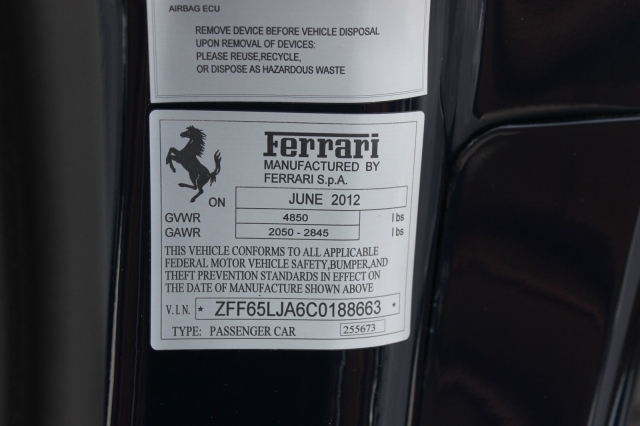 AIRBAG ECU
REMOVE DEVICE BEFORE VEHICLE DISPOSAL
UPON REMOVAL OF DEVICES:
PLEASE REUSE,RECYCLE,
OR DISPOSE AS HAZARDOUS WASTE
Ferrari
MANUFACTURED BY
FERRARI S.p.A.
ON JUNE 2012
GVWR 4850 lbs
GAWR 2050 - 2845 lbs
THIS VEHICLE CONFORMS TO ALL APPLICABLE
FEDERAL MOTOR VEHICLE SAFETY,BUMPER,AND
THEFT PREVENTION STANDARDS IN EFFECT ON
THE DATE OF MANUFACTURE SHOWN ABOVE
V.I.N. * ZFF65LJA6C0188663 *
TYPE: PASSENGER CAR 255673